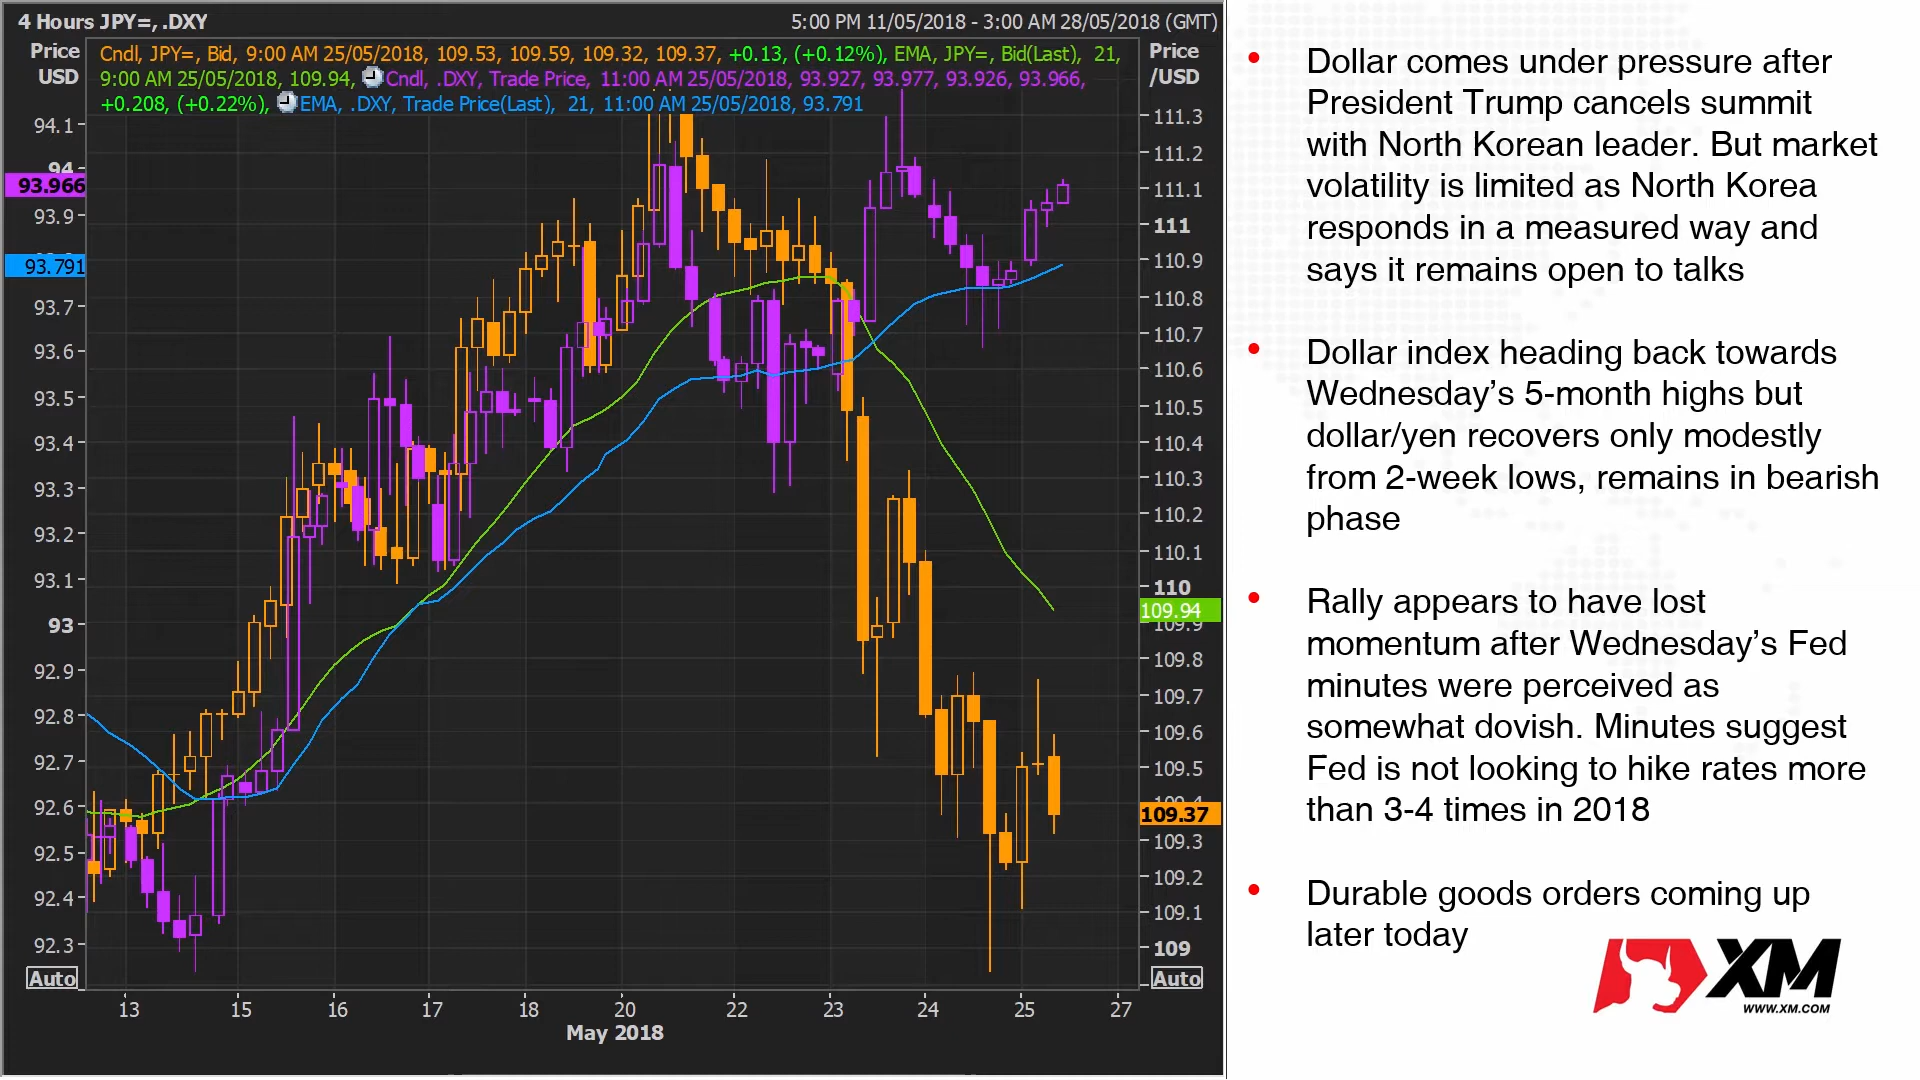 4 Hours JPY=, .DXY
5:00 PM 11/05/2018 - 3:00 AM 28/05/2018 (GMT)
Price
USD
Cndl, JPY=, Bid, 9:00 AM 25/05/2018, 109.53, 109.59, 109.32, 109.37, +0.13, (+0.12%), EMA, JPY=, Bid(Last), 21,
9:00 AM 25/05/2018, 109.94, Cndl, .DXY, Trade Price, 11:00 AM 25/05/2018, 93.927, 93.977, 93.926, 93.966,
+0.208, (+0.22%), EMA, .DXY, Trade Price(Last), 21, 11:00 AM 25/05/2018, 93.791
Price
/USD
94.1
94
93.966
93.9
93.791
93.7
93.6
93.5
93.4
93.3
93.2
93.1
93
92.9
92.8
92.7
92.6
92.5
92.4
92.3
Auto
111.3
111.2
111.1
111
110.9
110.8
110.7
110.6
110.5
110.4
110.3
110.2
110.1
110
109.94
109.9
109.8
109.7
109.6
109.5
109.4
109.37
109.3
109.2
109.1
109
Auto
13 15 16 17 18 20 22 23 24 25 27
May 2018
• Dollar comes under pressure after
President Trump cancels summit
with North Korean leader. But market
volatility is limited as North Korea
responds in a measured way and
says it remains open to talks
• Dollar index heading back towards
Wednesday’s 5-month highs but
dollar/yen recovers only modestly
from 2-week lows, remains in bearish
phase
• Rally appears to have lost
momentum after Wednesday’s Fed
minutes were perceived as
somewhat dovish. Minutes suggest
Fed is not looking to hike rates more
than 3-4 times in 2018
• Durable goods orders coming up
later today
XM
WWW.XM.COM